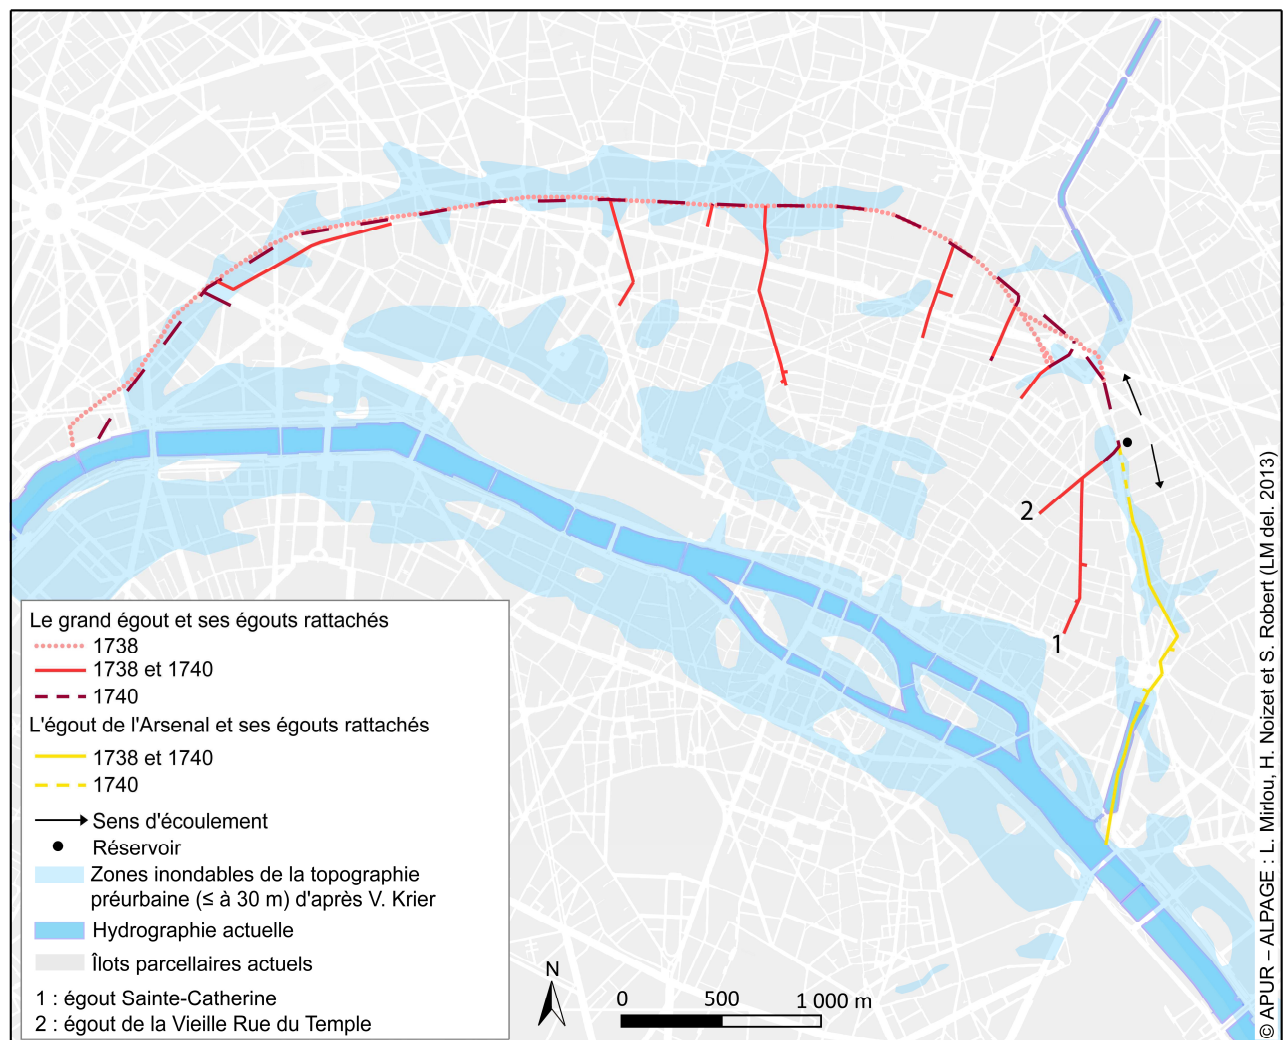 2
1
Le grand égout et ses égouts rattachés
1738
1738 et 1740
1740
L'égout de l'Arsenal et ses égouts rattachés
1738 et 1740
1740
Sens d'écoulement
Réservoir
Zones inondables de la topographie
préurbaine (≤ à 30 m) d'après V. Krier
Hydrographie actuelle
Îlots parcellaires actuels
1 : égout Sainte-Catherine
2 : égout de la Vieille Rue du Temple
N
0 500 1 000 m
© APUR – ALPAGE : L. Mirlou, H. Noizet et S. Robert (LM del. 2013)